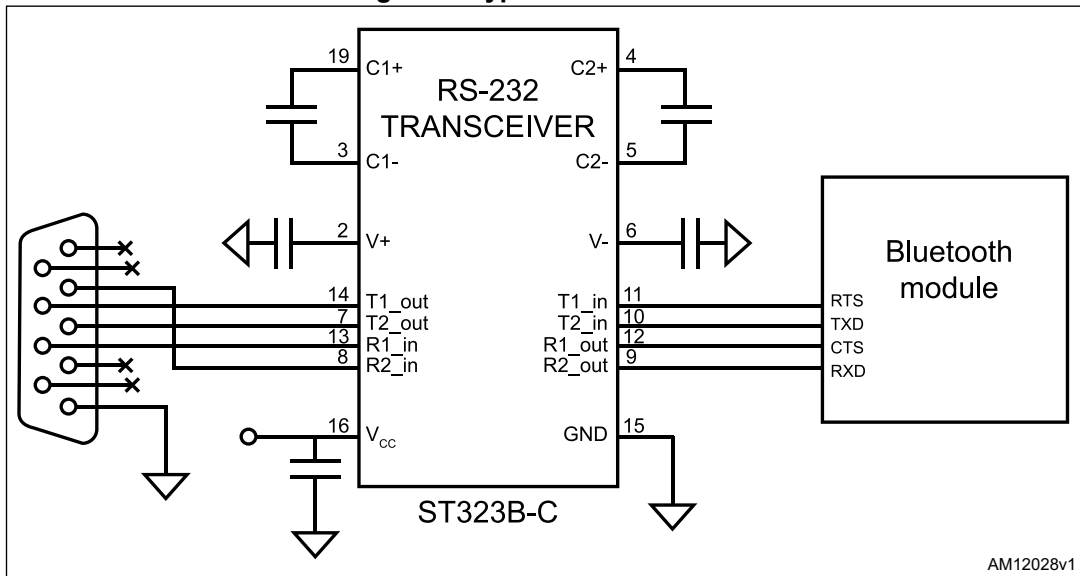 19
C1+
C2+
4
RS-232
TRANSCEIVER
3
C1-
C2-
5
2
V+
V-
6
Bluetooth
module
14
T1_out
T1_in
11
RTS
7
T2_out
T2_in
10
TXD
13
R1_in
R1_out
12
CTS
8
R2_in
R2_out
9
RXD
16
Vcc
GND
15
ST323B-C
AM12028v1